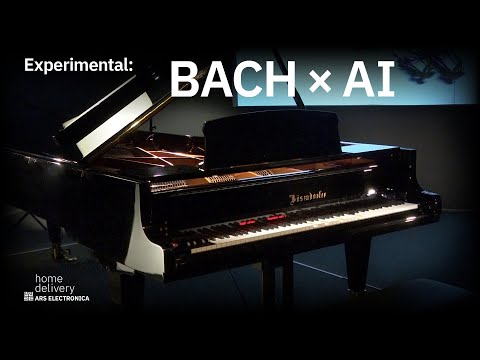 Experimental: BACH × AI
Bösendorfer
home
delivery
ARS ELECTRONICA